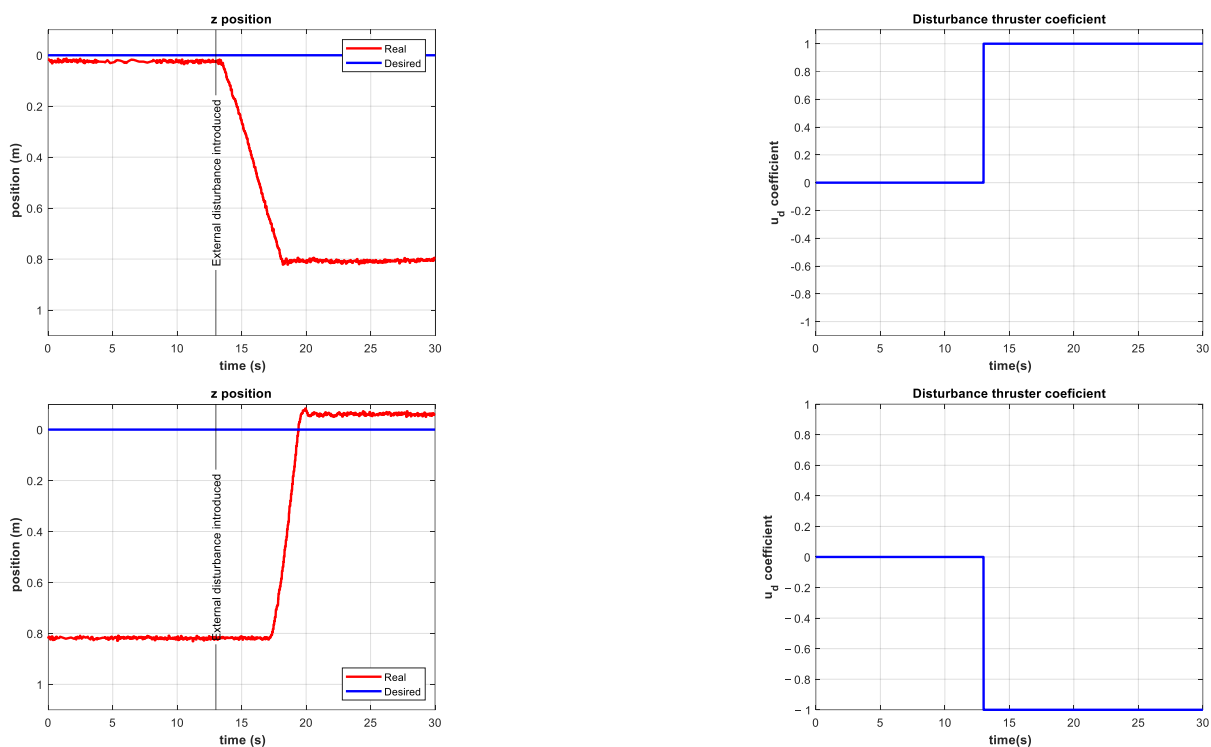 z position
0
0.2
0.4
0.6
0.8
1
position (m)
External disturbance introduced
Real
Desired
0 5 10 15 20 25 30
time (s)
Disturbance thruster coeficient
1
0.8
0.6
0.4
0.2
0
-0.2
-0.4
-0.6
-0.8
-1
u_d coefficient
0 5 10 15 20 25 30
time(s)
z position
0
0.2
0.4
0.6
0.8
1
position (m)
External disturbance introduced
Real
Desired
0 5 10 15 20 25 30
time (s)
Disturbance thruster coeficient
1
0.8
0.6
0.4
0.2
0
- 0.2
- 0.4
- 0.6
- 0.8
- 1
u_d coefficient
0 5 10 15 20 25 30
time(s)